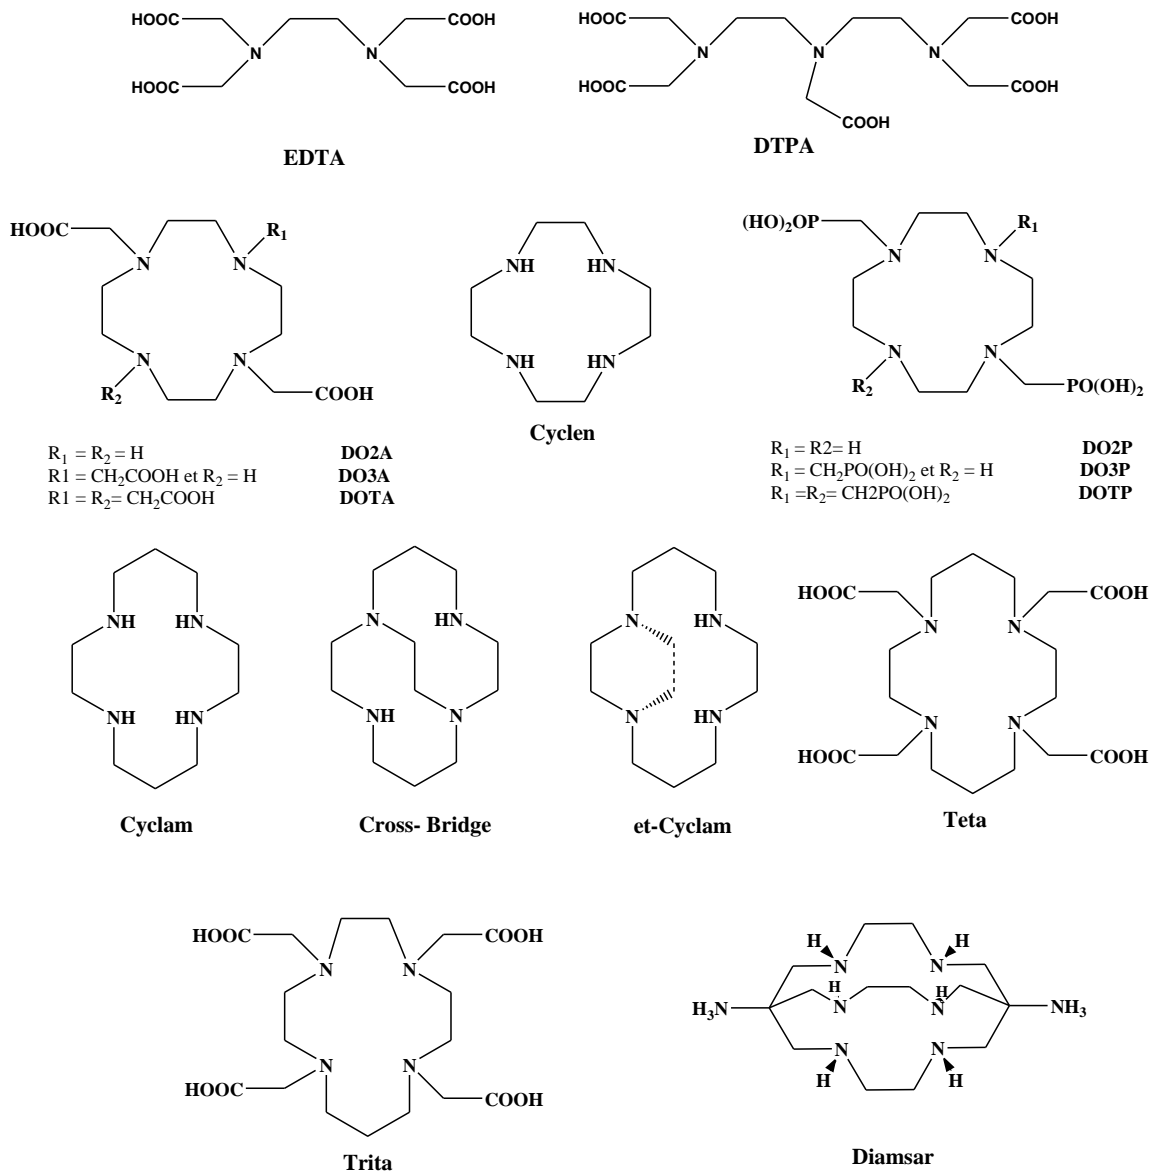 HOOC COOH HOOC COOH
N N N N N
HOOC COOH HOOC COOH
COOH
EDTA DTPA
HOOC R₁ (HO)₂OP R₁
N N NH HN N N
N N NH HN N N
R₂ COOH R₂ PO(OH)₂
Cyclen
R₁ = R₂ = H DO2A R₁ = R2= H DO2P
R1 = CH₂COOH et R₂ = H DO3A R₁ = CH₂PO(OH)₂ et R₂ = H DO3P
R1 = R₂= CH₂COOH DOTA R₁ =R₂= CH2PO(OH)₂ DOTP
HOOC COOH
NH HN N HN N HN N N
NH HN NH N N HN N N
HOOC COOH
Cyclam Cross- Bridge et-Cyclam Teta
HOOC COOH H H
N N N N
H₃N H N N H NH₃
N N N N
HOOC COOH H H
Trita Diamsar